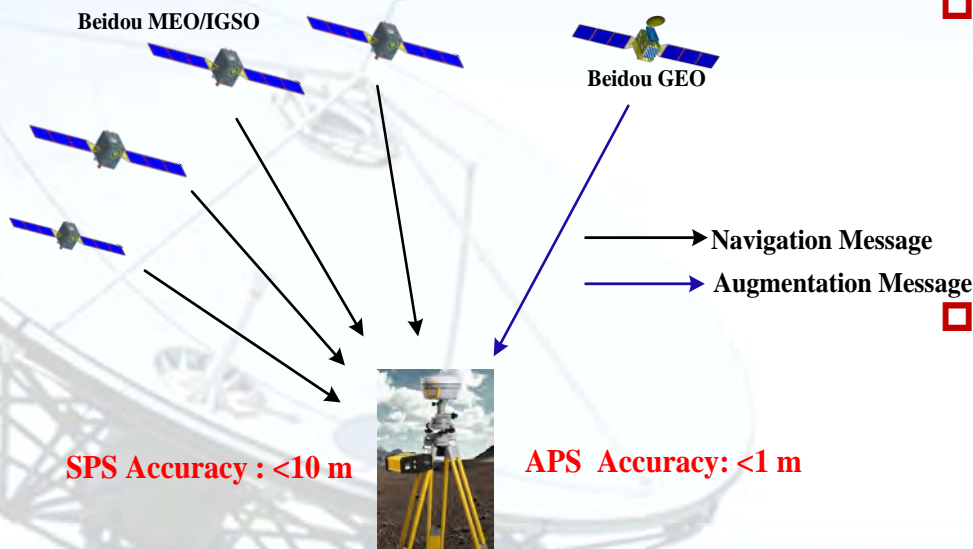 Beidou MEO/IGSO
Beidou GEO
Navigation Message
Augmentation Message
SPS Accuracy : <10 m
APS Accuracy: <1 m